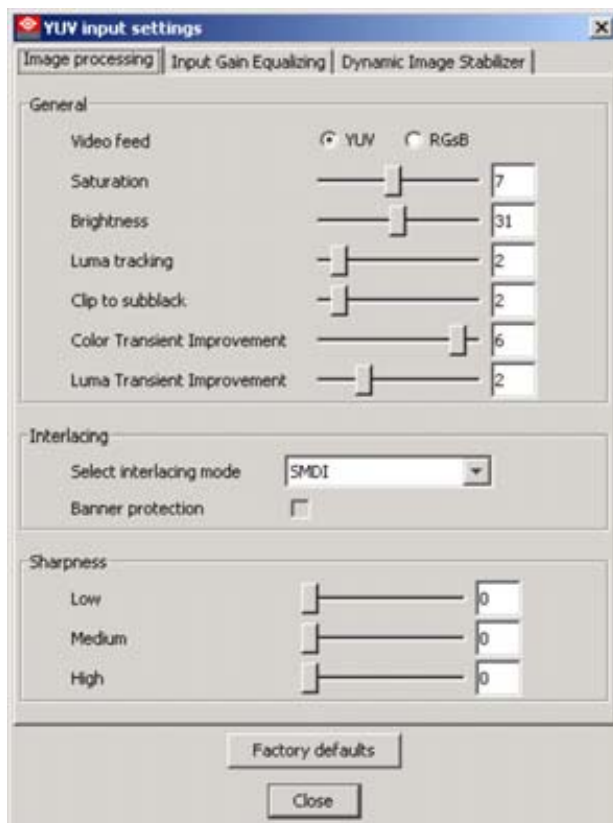 YUV input settings
Image processing Input Gain Equalizing Dynamic Image Stabilizer
General
Video feed YUV RGsB
Saturation 7
Brightness 31
Luma tracking 2
Clip to subblack 2
Color Transient Improvement 6
Luma Transient Improvement 2
Interlacing
Select interlacing mode SMDI
Banner protection
Sharpness
Low 0
Medium 0
High 0
Factory defaults
Close